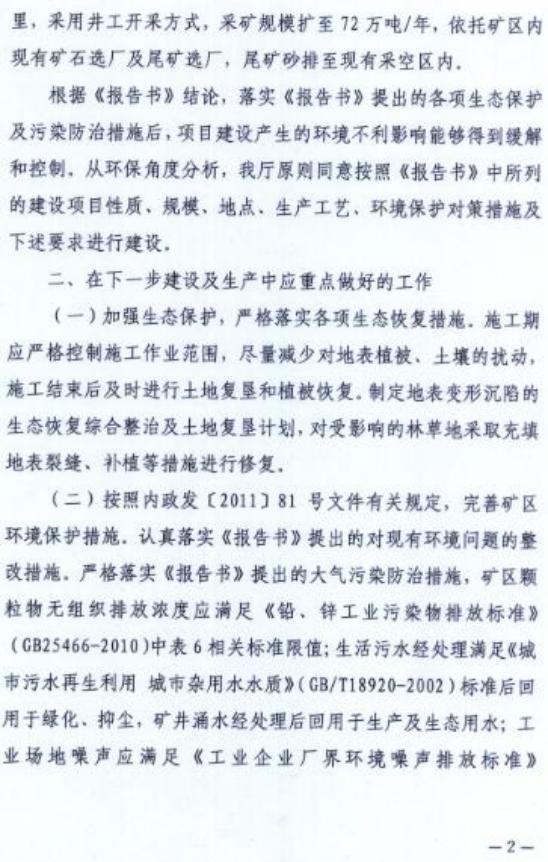 里，采用井工开采方式，采矿规模扩至 72 万吨/年，依托矿区内
现有矿石选厂及尾矿选厂，尾矿砂排至现有采空区内。
根据《报告书》结论，落实《报告书》提出的各项生态保护
及污染防治措施后，项目建设产生的环境不利影响能够得到缓解
和控制。从环保角度分析，我厅原则同意按照《报告书》中所列
的建设项目性质、规模、地点、生产工艺、环境保护对策措施及
下述要求进行建设。
二、在下一步建设及生产中应重点做好的工作
（一）加强生态保护，严格落实各项生态恢复措施。施工期
应严格控制施工作业范围，尽量减少对地表植被、土壤的扰动，
施工结束后及时进行土地复垦和植被恢复。制定地表变形沉陷的
生态恢复综合整治及土地复垦计划，对受影响的林草地采取充填
地表裂缝、补植等措施进行修复。
（二）按照内政发〔2011〕81 号文件有关规定，完善矿区
环境保护措施。认真落实《报告书》提出的对现有环境问题的整
改措施。严格落实《报告书》提出的大气污染防治措施，矿区颗
粒物无组织排放浓度应满足《铅、锌工业污染物排放标准》
(GB25466-2010)中表 6 相关标准限值；生活污水经处理满足《城
市污水再生利用 城市杂用水水质》(GB/T18920-2002)标准后回
用于绿化、抑尘，矿井涌水经处理后回用于生产及生态用水；工
业场地噪声应满足《工业企业厂界环境噪声排放标准》
—2—